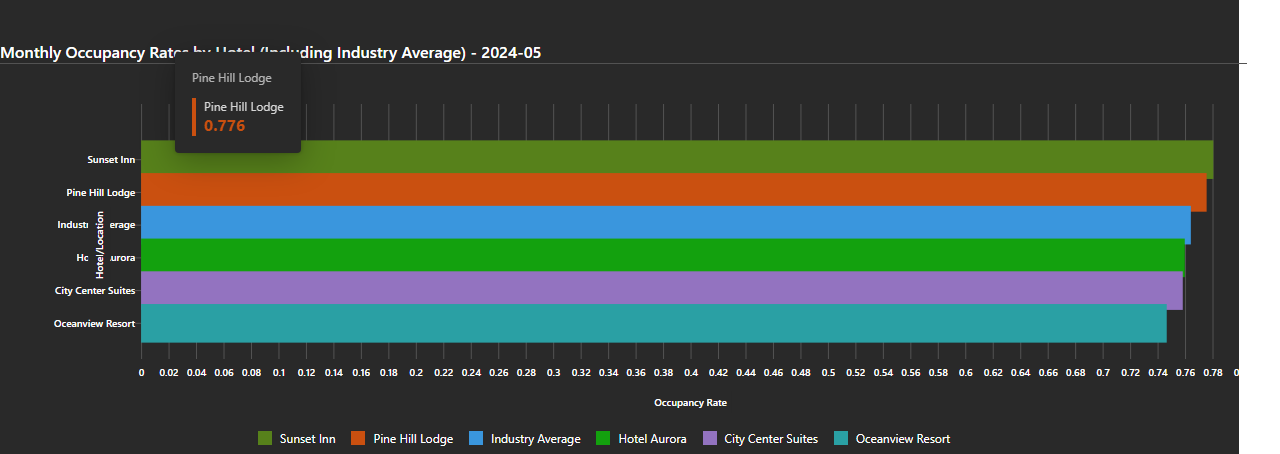 Monthly Occupancy Rates by Hotel (Including Industry Average) - 2024-05
Pine Hill Lodge
Pine Hill Lodge
0.776
Sunset Inn
Pine Hill Lodge
Hotel/Location
City Center Suites
Oceanview Resort
0 0.02 0.04 0.06 0.08 0.1 0.12 0.14 0.16 0.18 0.2 0.22 0.24 0.26 0.28 0.3 0.32 0.34 0.36 0.38 0.4 0.42 0.44 0.46 0.48 0.5 0.52 0.54 0.56 0.58 0.6 0.62 0.64 0.66 0.68 0.7 0.72 0.74 0.76 0.78
Occupancy Rate
Sunset Inn Pine Hill Lodge Industry Average Hotel Aurora City Center Suites Oceanview Resort